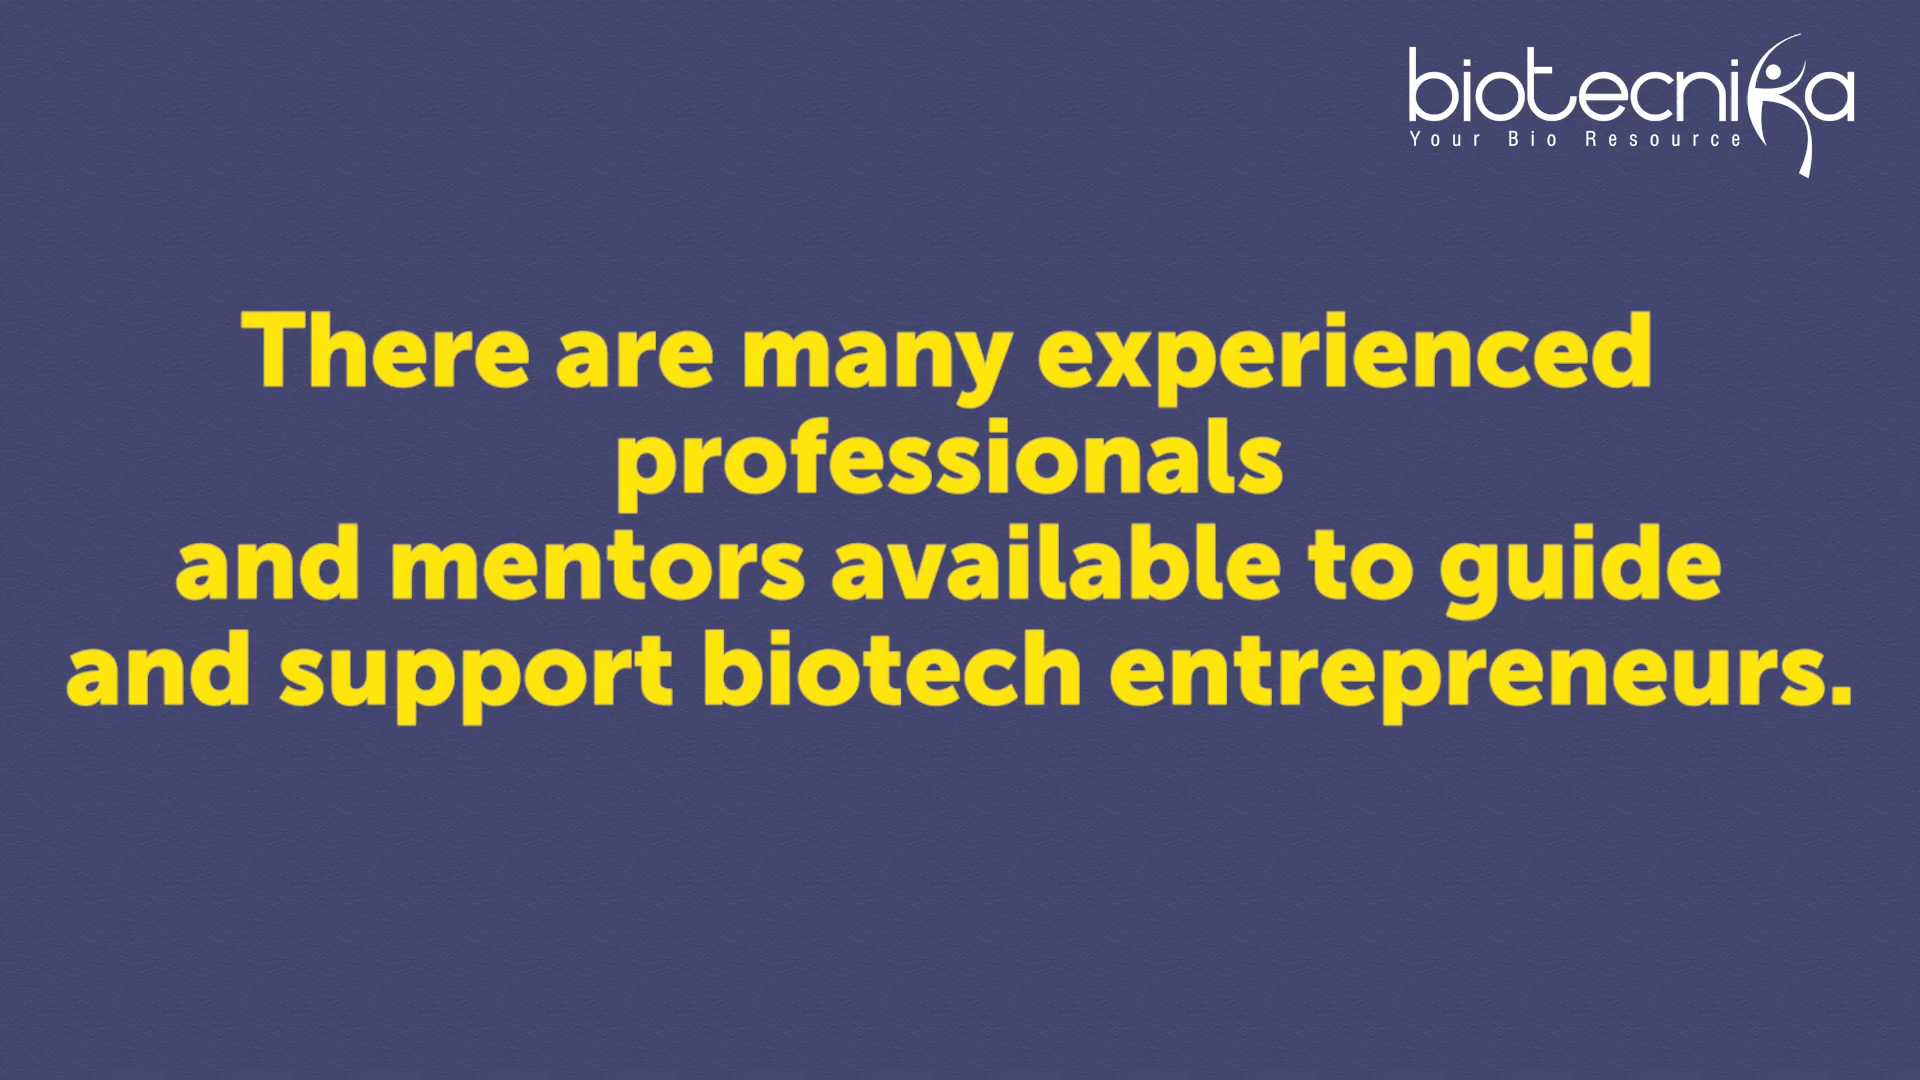 biotecnika
Your Bio Resource
There are many experienced
professionals
and mentors available to guide
and support biotech entrepreneurs.